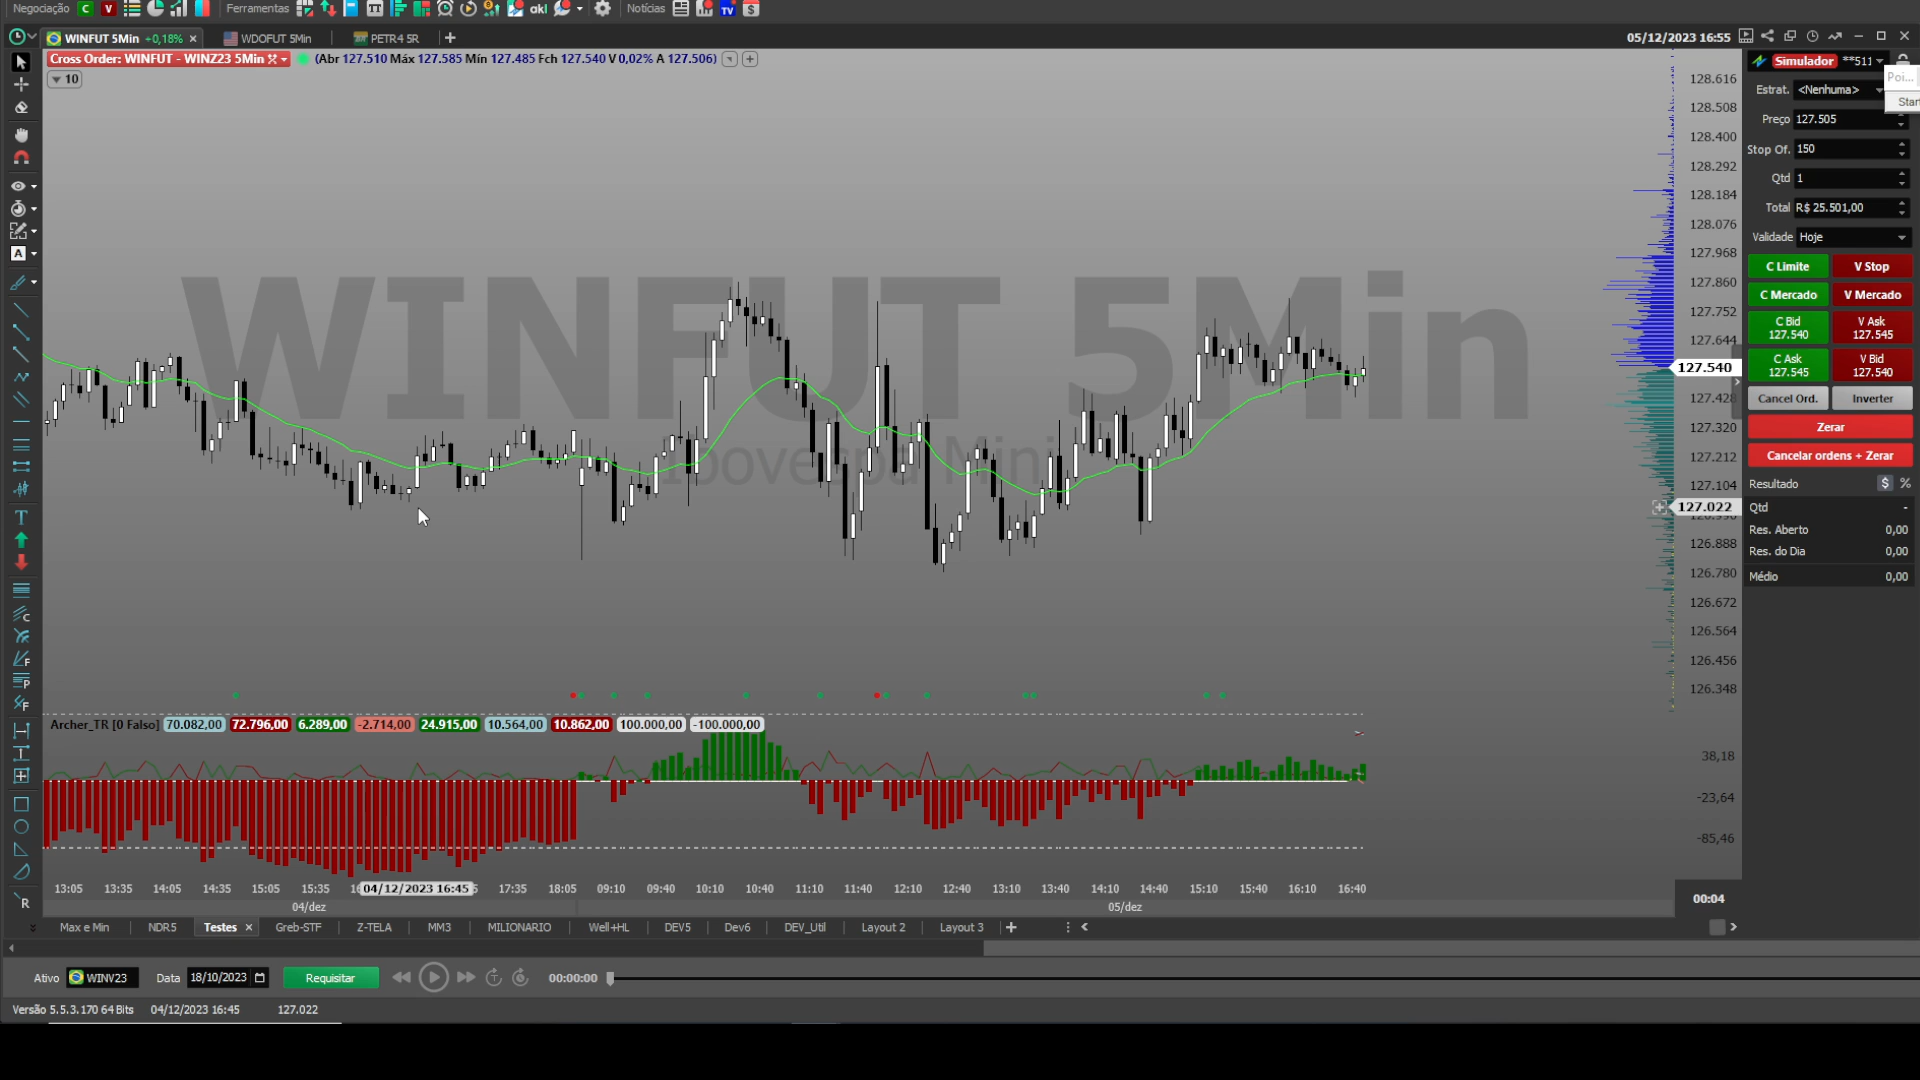 Negociação C V Ferramentas TT akl Notícias TV $
WINFUT 5Min +0,18% × WDOFUT 5Min PETR4 5R +
05/12/2023 16:55
Cross Order: WINFUT - WINZ23 5Min (Abr 127.510 Máx 127.585 Mín 127.485 Fch 127.540 V 0,02% A 127.506)
10
WINFUT 5Min
Ibovespa Mini
128.616
128.508
128.400
128.292
128.184
128.076
127.968
127.860
127.752
127.644
127.540
127.428
127.320
127.212
127.104
127.022
126.888
126.780
126.672
126.564
126.456
126.348
Simulador **511
Poi...
Start
Estrat. <Nenhuma>
Preço 127.505
Stop Of. 150
Qtd 1
Total R$ 25.501,00
Validade Hoje
C Limite V Stop
C Mercado V Mercado
C Bid V Ask
127.540 127.545
C Ask V Bid
127.545 127.540
Cancel Ord. Inverter
Zerar
Cancelar ordens + Zerar
Resultado $ %
Qtd -
Res. Aberto 0,00
Res. do Dia 0,00
Médio 0,00
Archer_TR [0 Falso] 70.082,00 72.796,00 6.289,00 -2.714,00 24.915,00 10.564,00 10.862,00 100.000,00 -100.000,00
38,18
-23,64
-85,46
13:05 13:35 14:05 14:35 15:05 15:35 04/12/2023 16:45 17:35 18:05 09:10 09:40 10:10 10:40 11:10 11:40 12:10 12:40 13:10 13:40 14:10 14:40 15:10 15:40 16:10 16:40
00:04
04/dez 05/dez
Max e Min NDR5 Testes × Greb-STF Z-TELA MM3 MILIONARIO Well+HL DEV5 Dev6 DEV_Util Layout 2 Layout 3 +
Ativo WINV23 Data 18/10/2023 Requisitar 00:00:00
Versão 5.5.3.170 64 Bits 04/12/2023 16:45 127.022